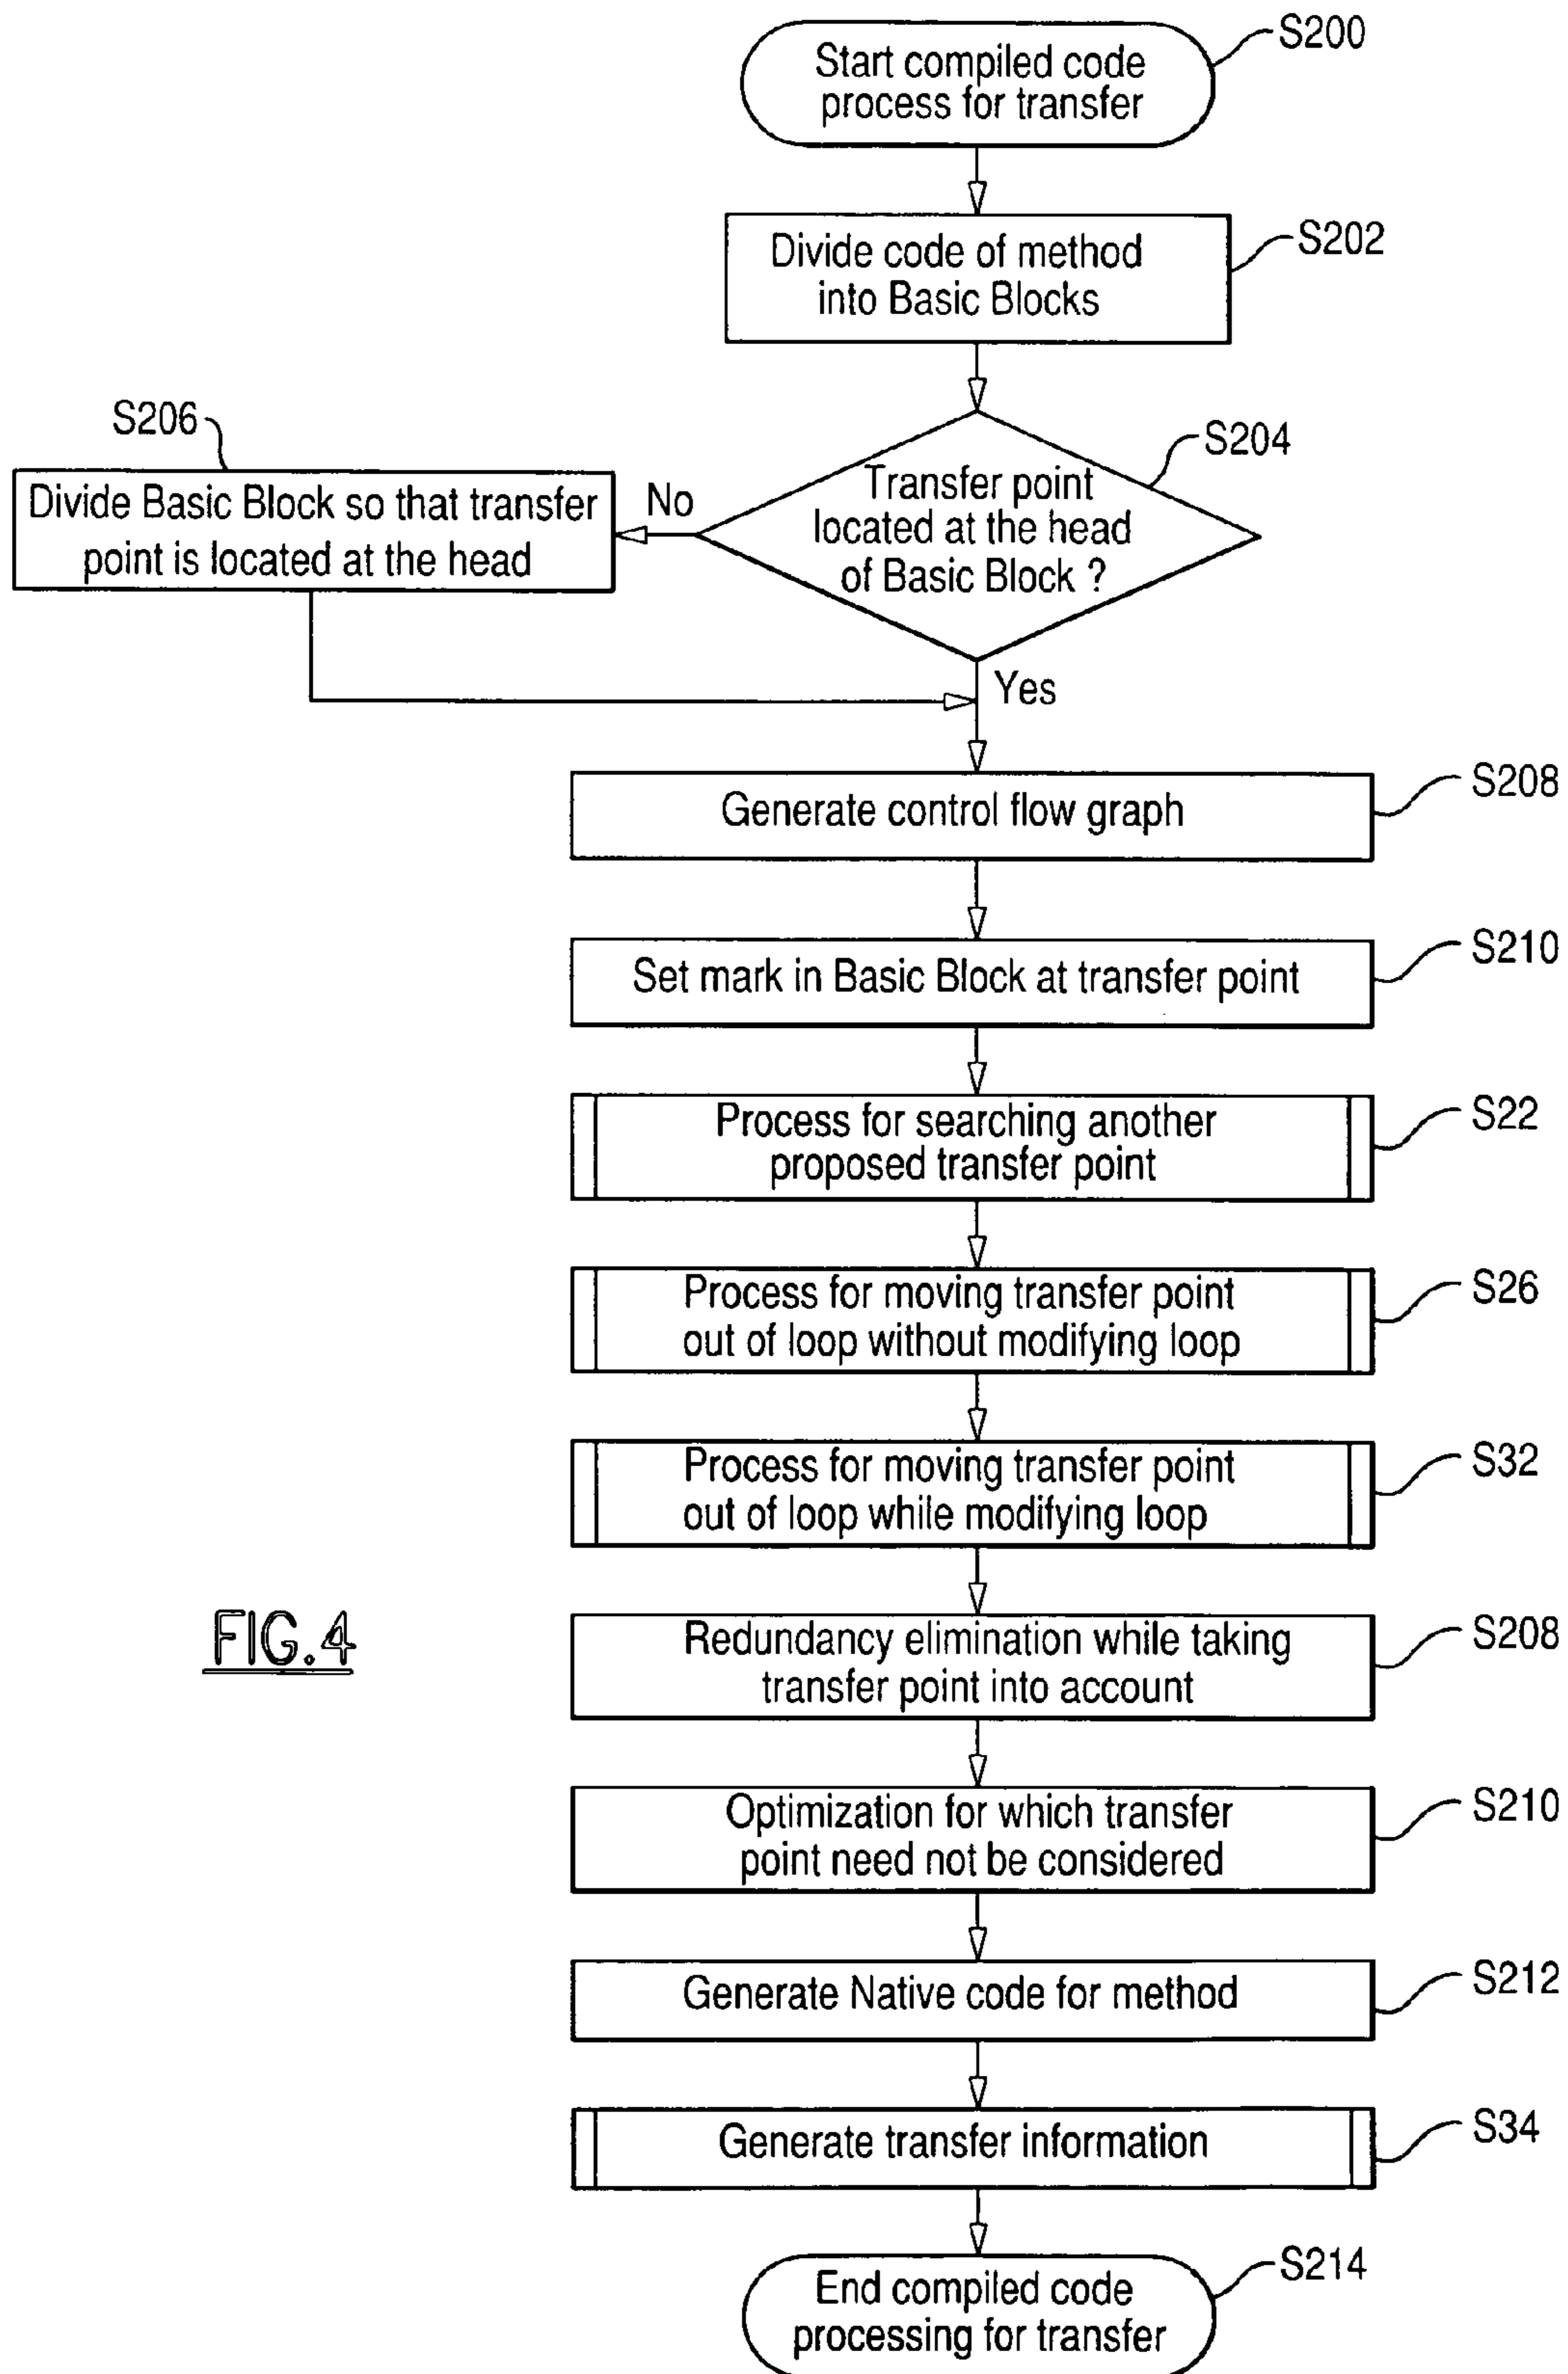 Start compiled code
process for transfer
S200
Divide code of method
into Basic Blocks
S202
S206
Divide Basic Block so that transfer
point is located at the head
No
Transfer point
located at the head
of Basic Block ?
S204
Yes
Generate control flow graph
S208
Set mark in Basic Block at transfer point
S210
Process for searching another
proposed transfer point
S22
Process for moving transfer point
out of loop without modifying loop
S26
Process for moving transfer point
out of loop while modifying loop
S32
FIG.4
Redundancy elimination while taking
transfer point into account
S208
Optimization for which transfer
point need not be considered
S210
Generate Native code for method
S212
Generate transfer information
S34
End compiled code
processing for transfer
S214